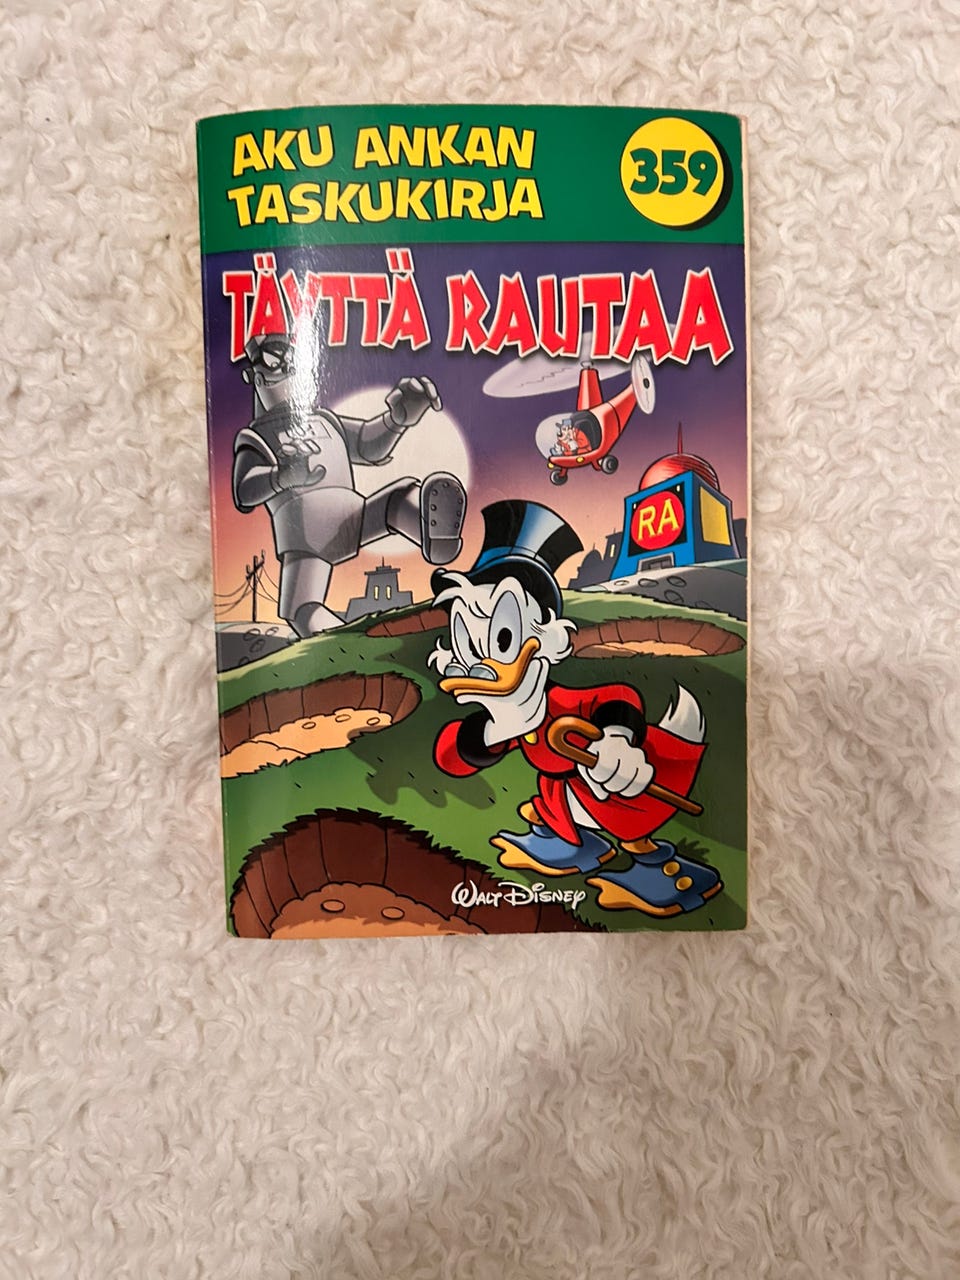 AKU ANKAN
TASKUKIRJA
359
TÄYTTÄ RAUTAA
RA
WALT DISNEY